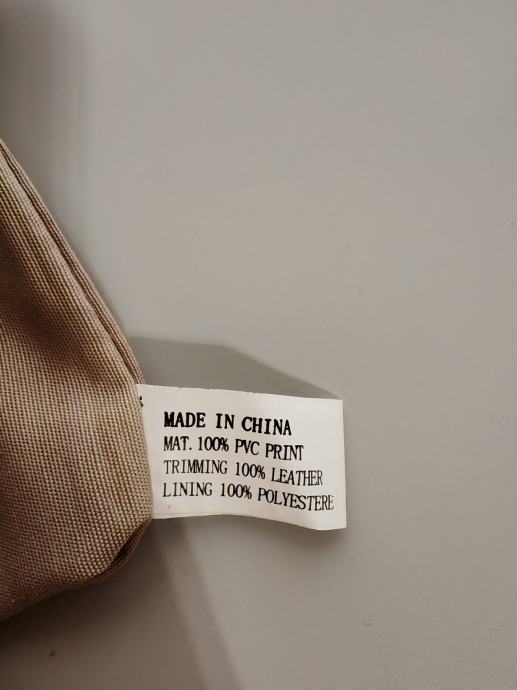 MADE IN CHINA
MAT. 100% PVC PRINT
TRIMMING 100% LEATHER
LINING 100% POLYESTERE